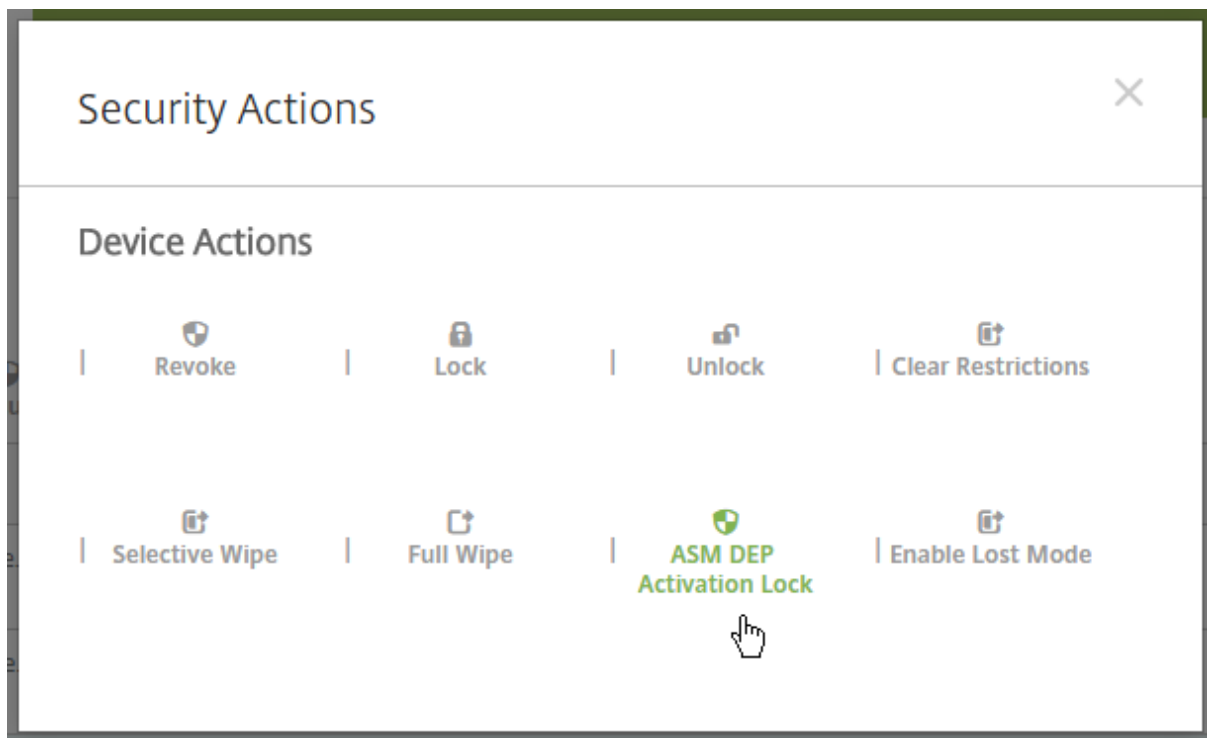 Security Actions
Device Actions
Revoke
Lock
Unlock
Clear Restrictions
Selective Wipe
Full Wipe
ASM DEP
Activation Lock
Enable Lost Mode